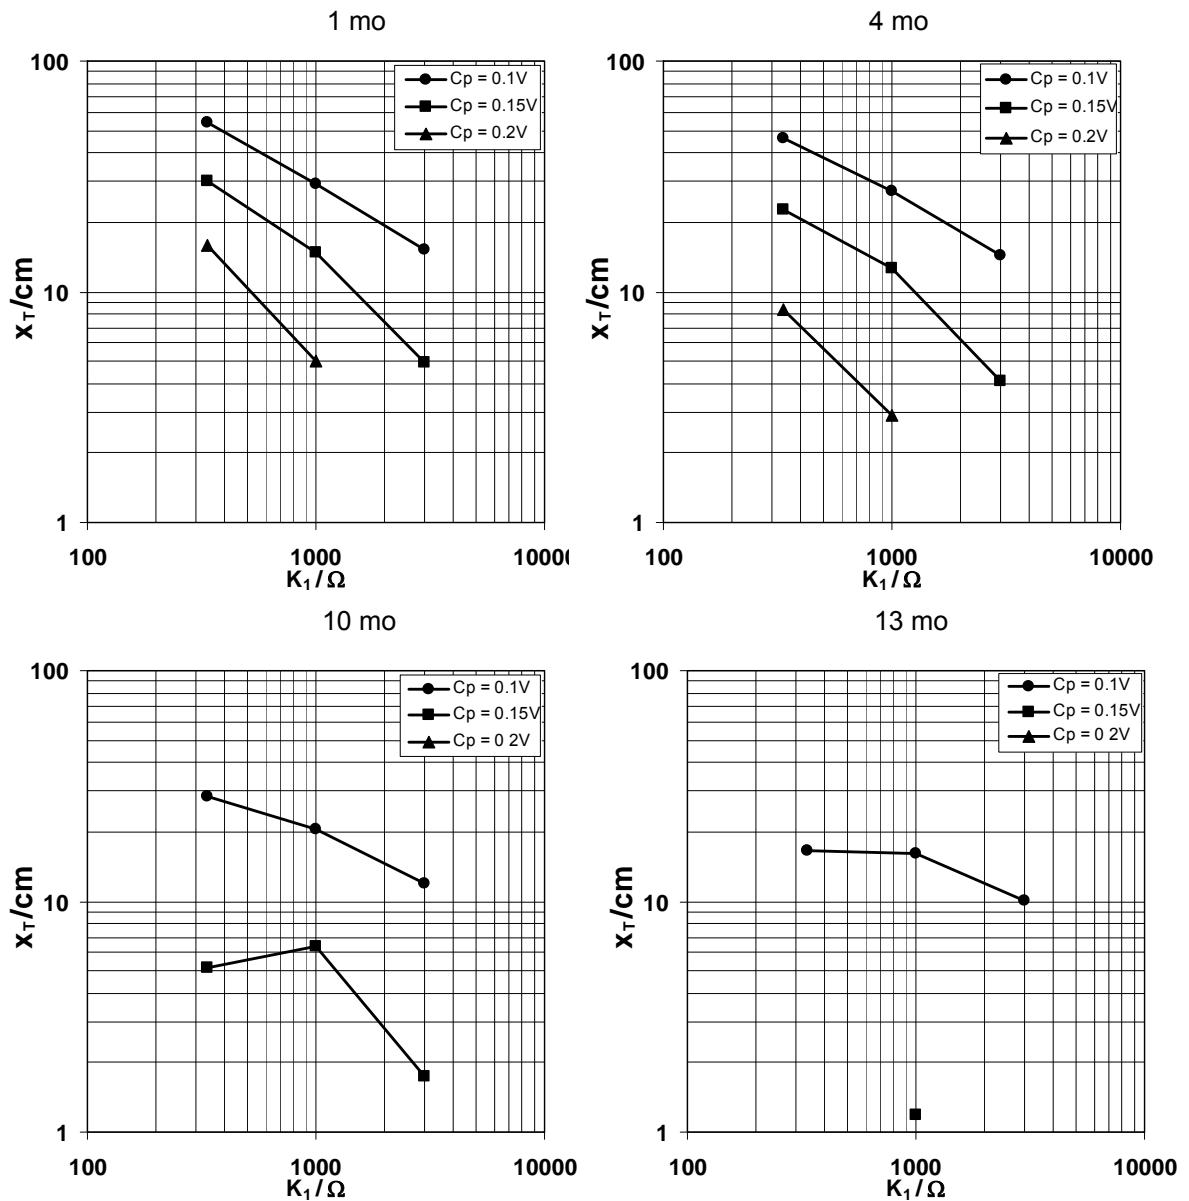 1 mo
100
Cp = 0.1V
Cp = 0.15V
Cp = 0.2V
10
1
xT/cm
100
1000
1000
K1/Ω
4 mo
100
Cp = 0.1V
Cp = 0.15V
Cp = 0.2V
10
1
xT/cm
100
1000
10000
K1/Ω
10 mo
100
Cp = 0.1V
Cp = 0.15V
Cp = 0 2V
10
1
xT/cm
100
1000
10000
K1/Ω
13 mo
100
Cp = 0.1V
Cp = 0.15V
Cp = 0 2V
10
1
xT/cm
100
1000
10000
K1/Ω